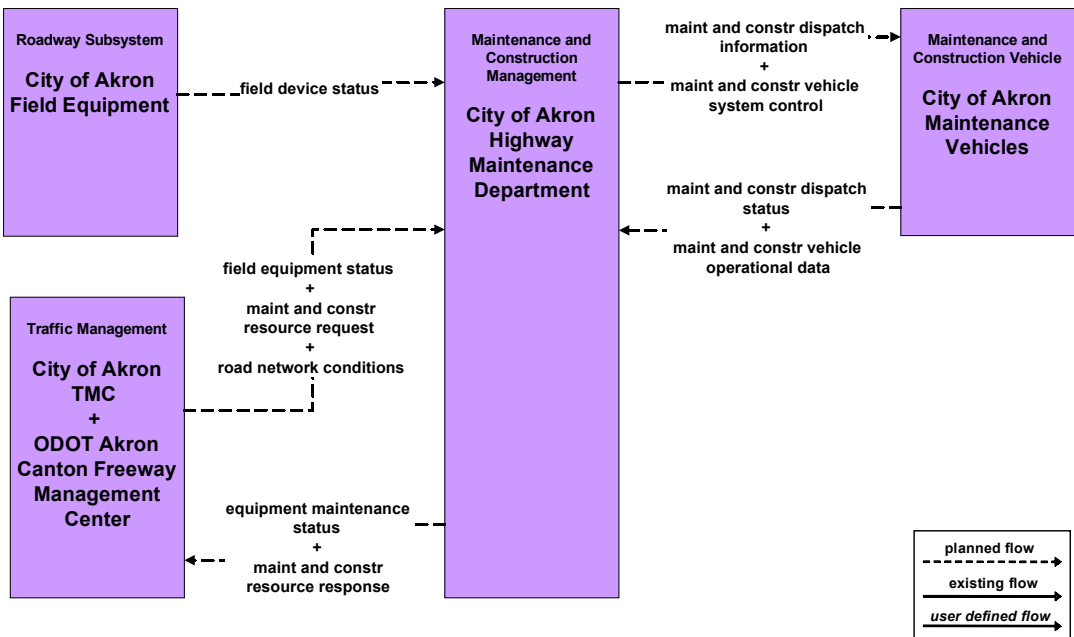 Roadway Subsystem
City of Akron
Field Equipment
field device status
Maintenance and
Construction
Management
City of Akron
Highway
Maintenance
Department
maint and constr dispatch
information
+
maint and constr vehicle
system control
Maintenance and
Construction Vehicle
City of Akron
Maintenance
Vehicles
maint and constr dispatch
status
+
maint and constr vehicle
operational data
field equipment status
+
maint and constr
resource request
+
road network conditions
Traffic Management
City of Akron
TMC
+
ODOT Akron
Canton Freeway
Management
Center
equipment maintenance
status
+
maint and constr
resource response
planned flow
existing flow
user defined flow